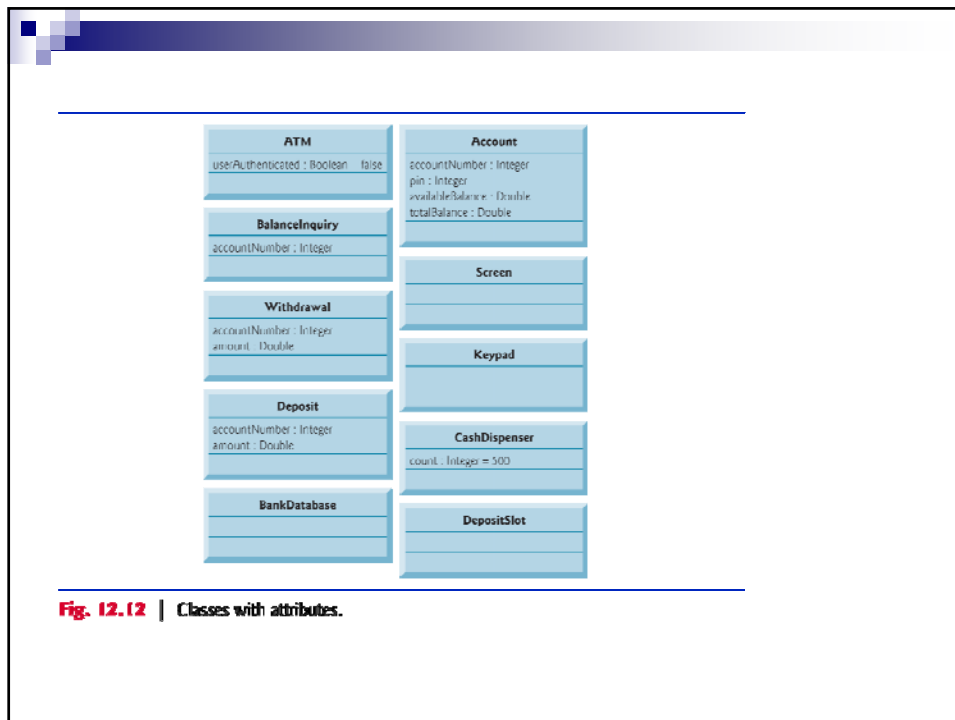 ATM
userAuthenticated : Boolean false
BalanceInquiry
accountNumber : Integer
Withdrawal
accountNumber : Integer
amount : Double
Deposit
accountNumber : Integer
amount : Double
BankDatabase
Account
accountNumber : Integer
pin : Integer
availableBalance : Double
totalBalance : Double
Screen
Keypad
CashDispenser
count : Integer = 500
DepositSlot
Fig. 12.12 | Classes with attributes.